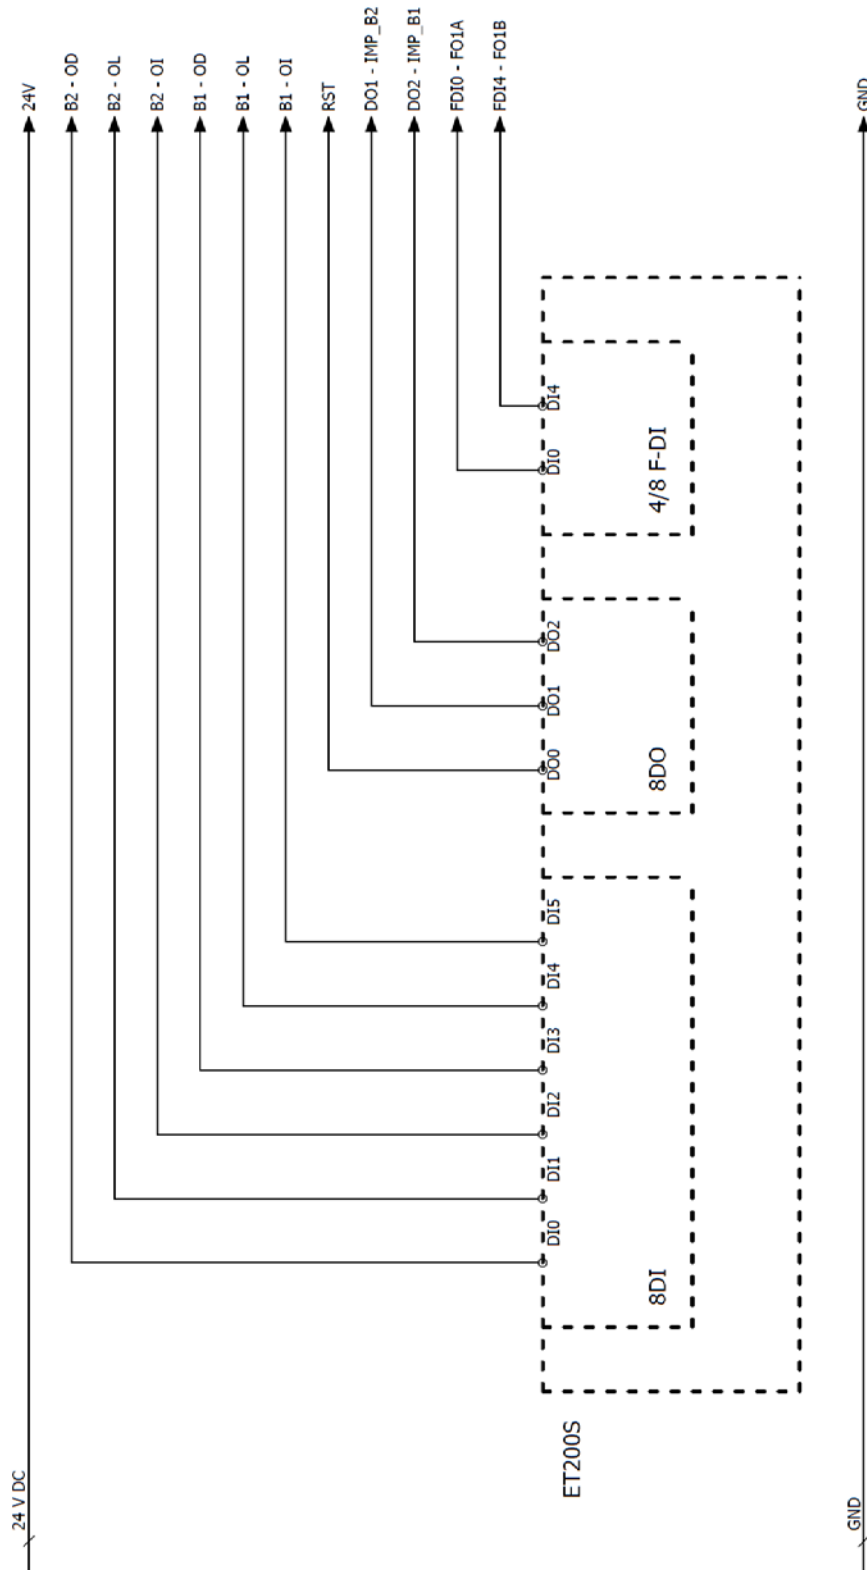 24V
B2 - OD
B2 - OL
B2 - OI
B1 - OD
B1 - OL
B1 - OI
RST
DO1 - IMP_B2
DO2 - IMP_B1
FDI0 - FO1A
FDI4 - FO1B
GND
DI4
DI0
4/8 F-DI
DO2
DO1
DO0
8DO
DI5
DI4
DI3
DI2
DI1
DI0
8DI
ET200S
24 V DC
GND